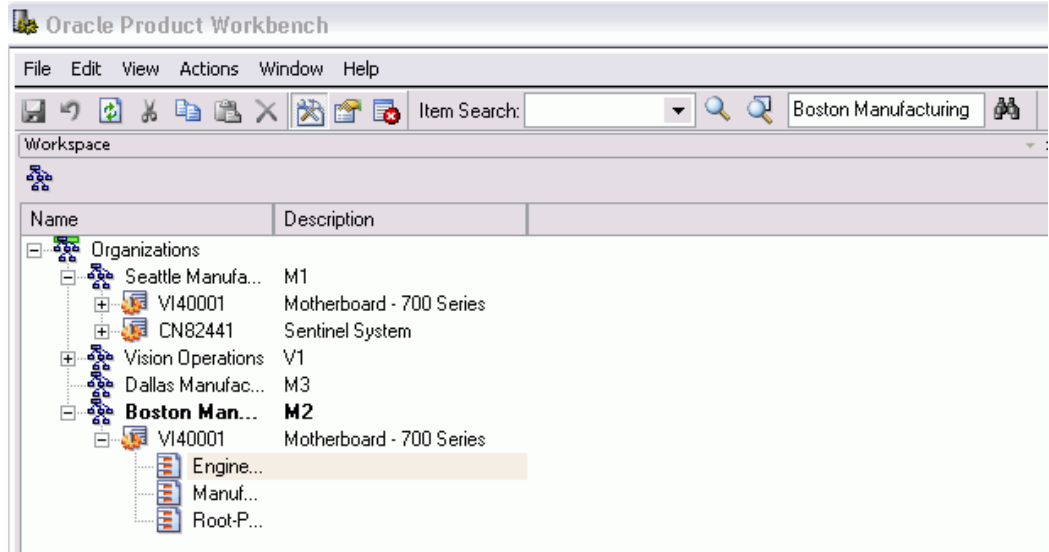 Oracle Product Workbench
File Edit View Actions Window Help
Item Search: Boston Manufacturing
Workspace
Name Description
Organizations
Seattle Manufa... M1
VI40001 Motherboard - 700 Series
CN82441 Sentinel System
Vision Operations V1
Dallas Manufac... M3
Boston Man... M2
VI40001 Motherboard - 700 Series
Engine...
Manuf...
Root-P...